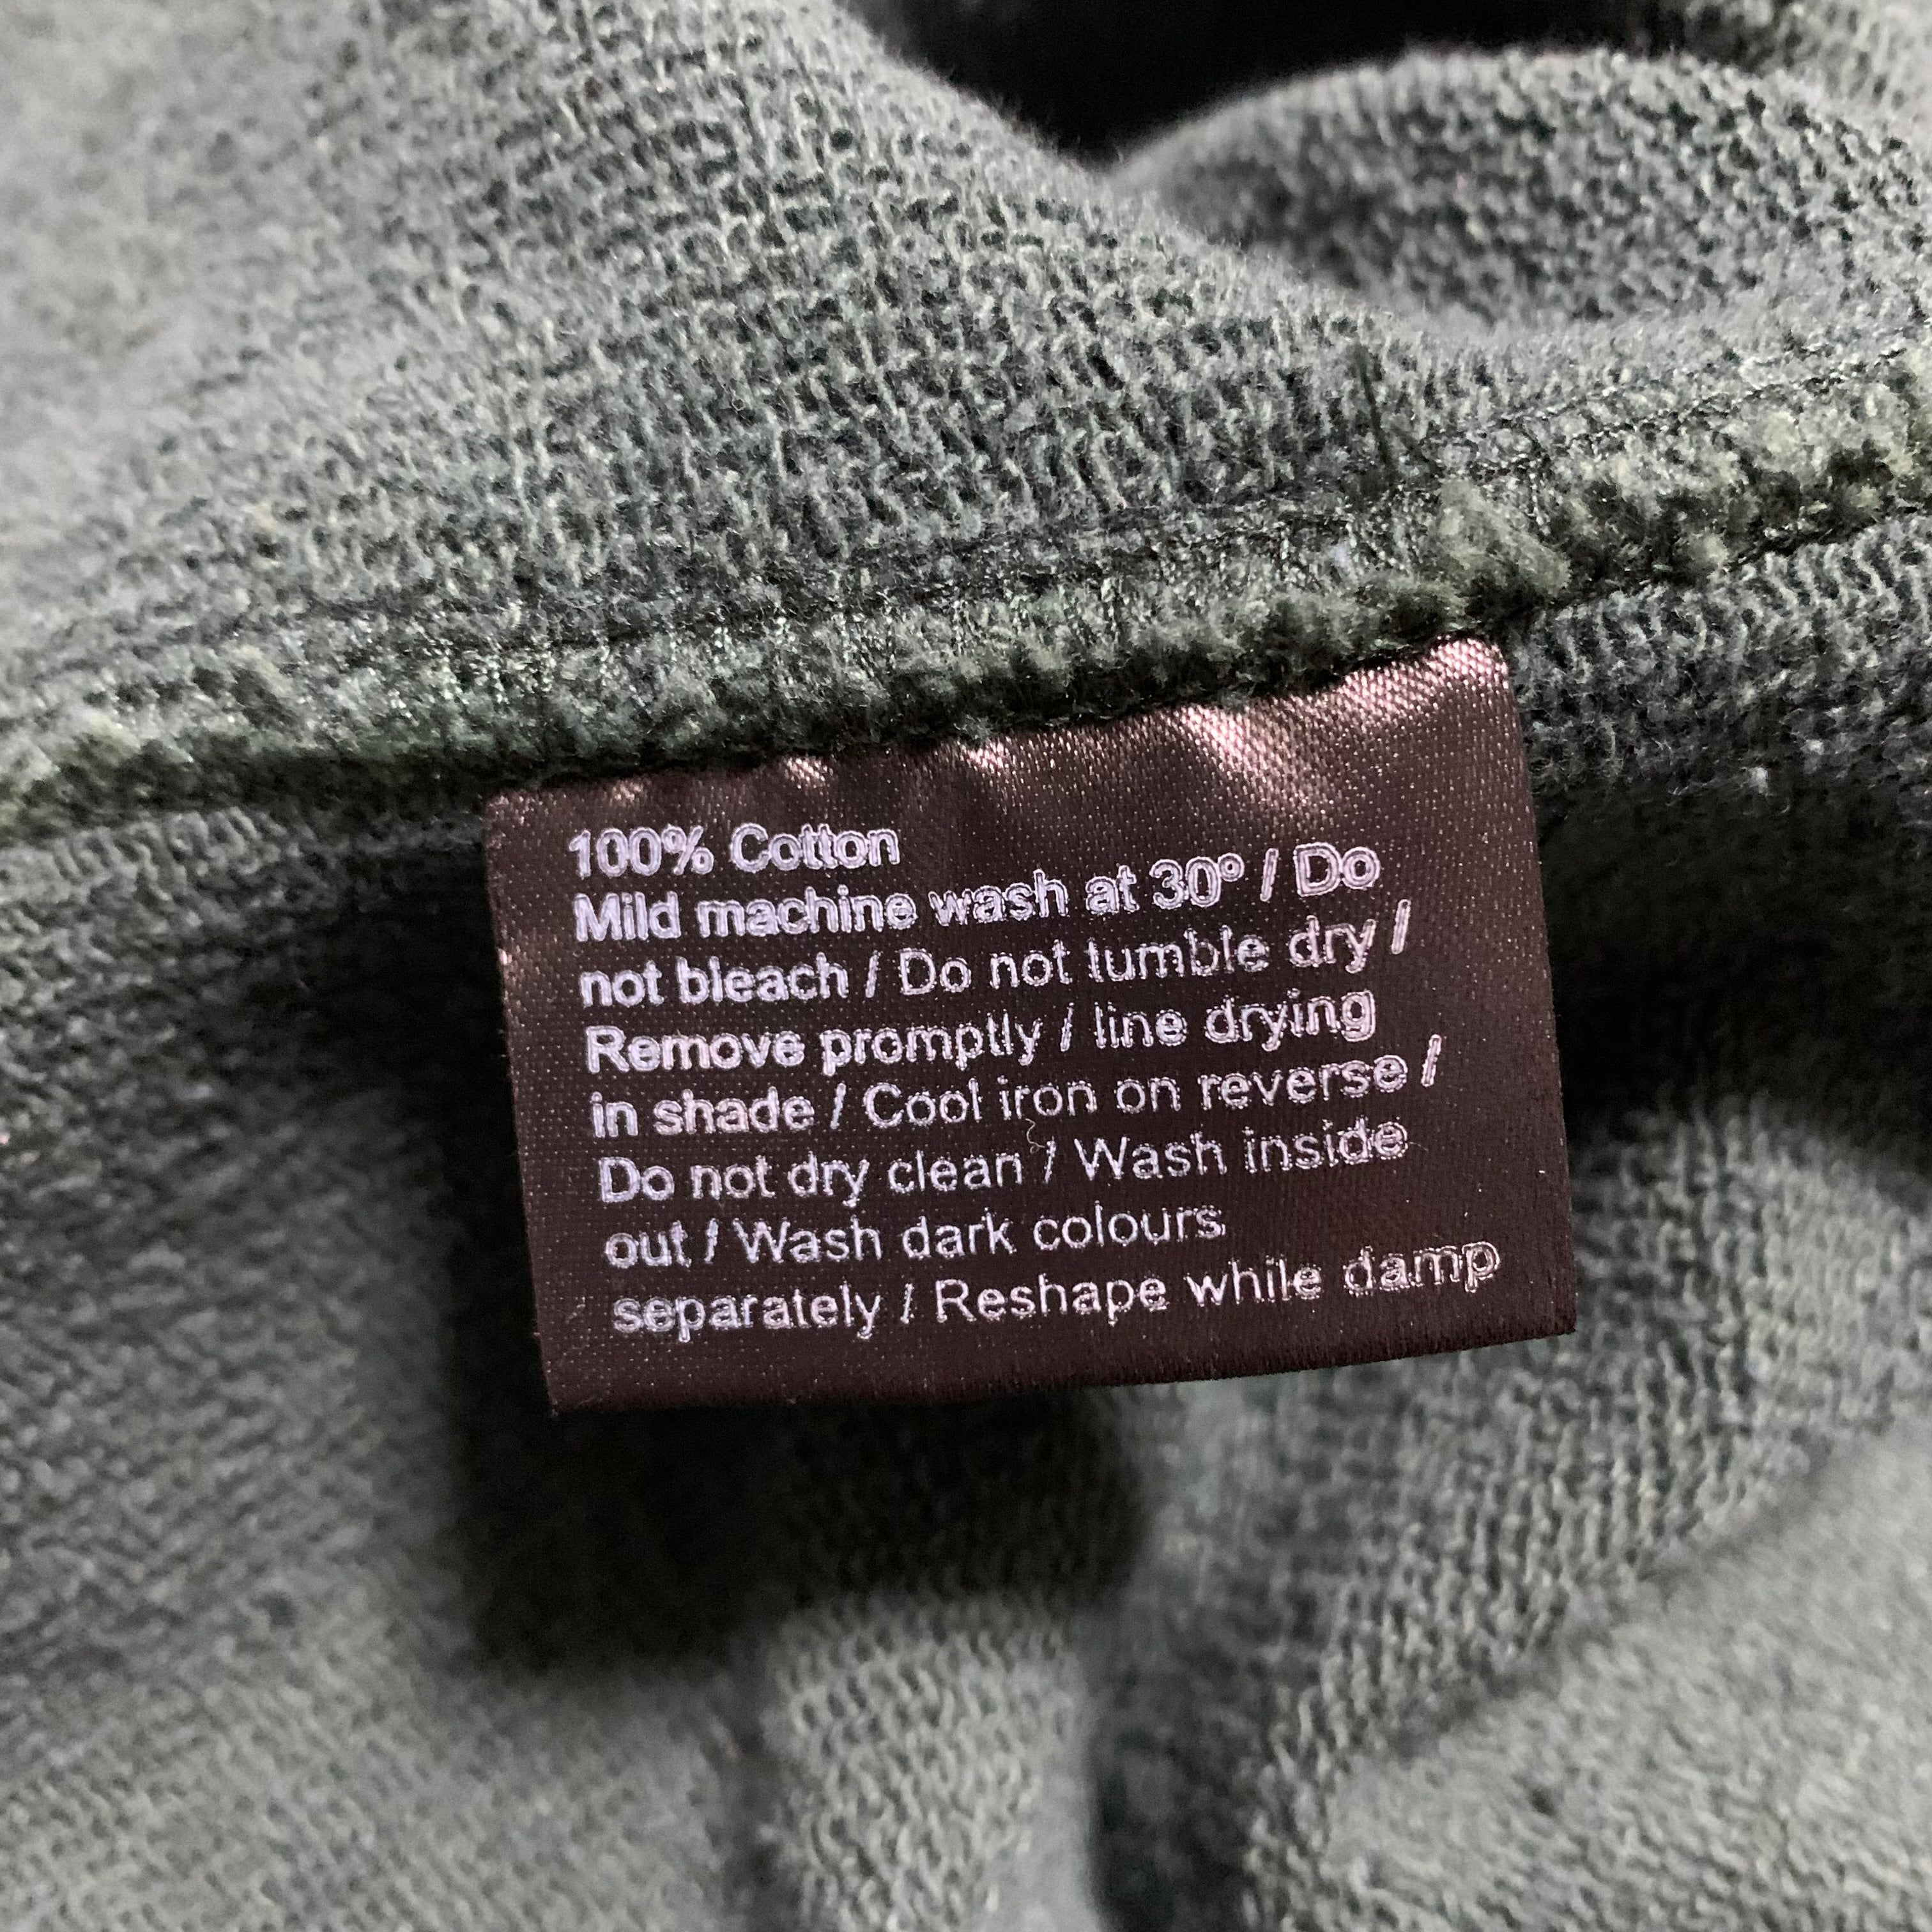 100% Cotton
Mild machine wash at 30° / Do
not bleach / Do not tumble dry /
Remove promptly / line drying
in shade / Cool iron on reverse /
Do not dry clean / Wash inside
out / Wash dark colours
separately / Reshape while damp